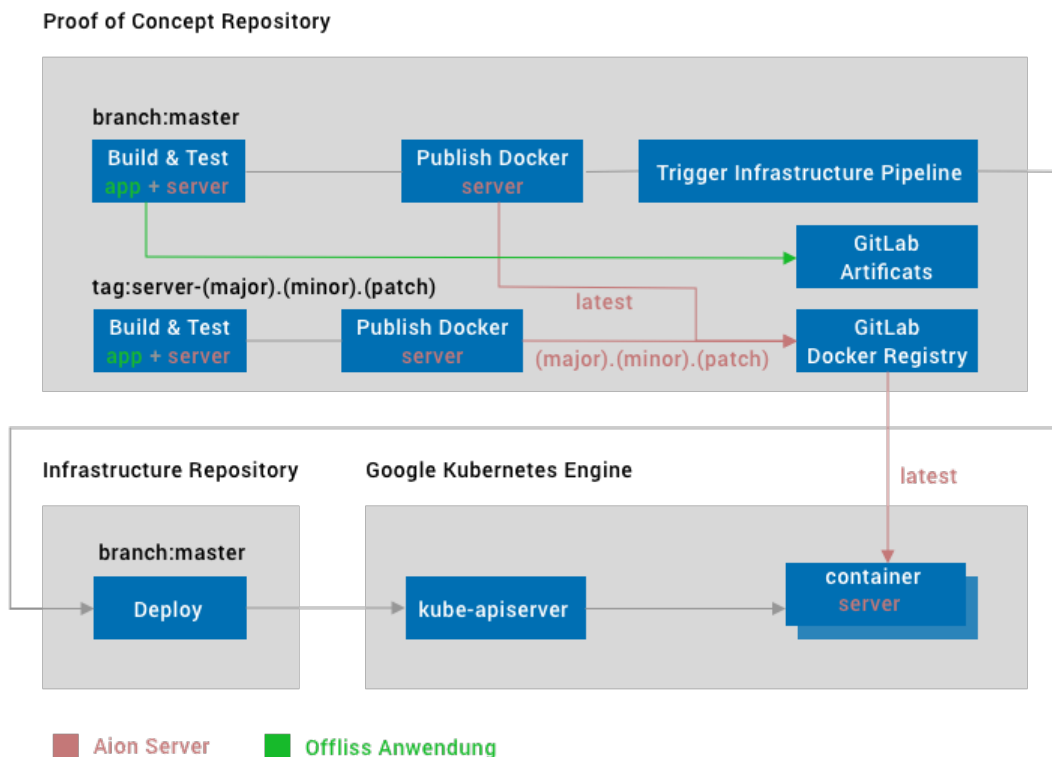 Proof of Concept Repository
branch:master
Build & Test
app + server
Publish Docker
server
Trigger Infrastructure Pipeline
GitLab
Artificats
latest
tag:server-(major).(minor).(patch)
Build & Test
app + server
Publish Docker
server
(major).(minor).(patch)
GitLab
Docker Registry
latest
Infrastructure Repository
branch:master
Deploy
Google Kubernetes Engine
kube-apiserver
container
server
Aion Server
Offliss Anwendung